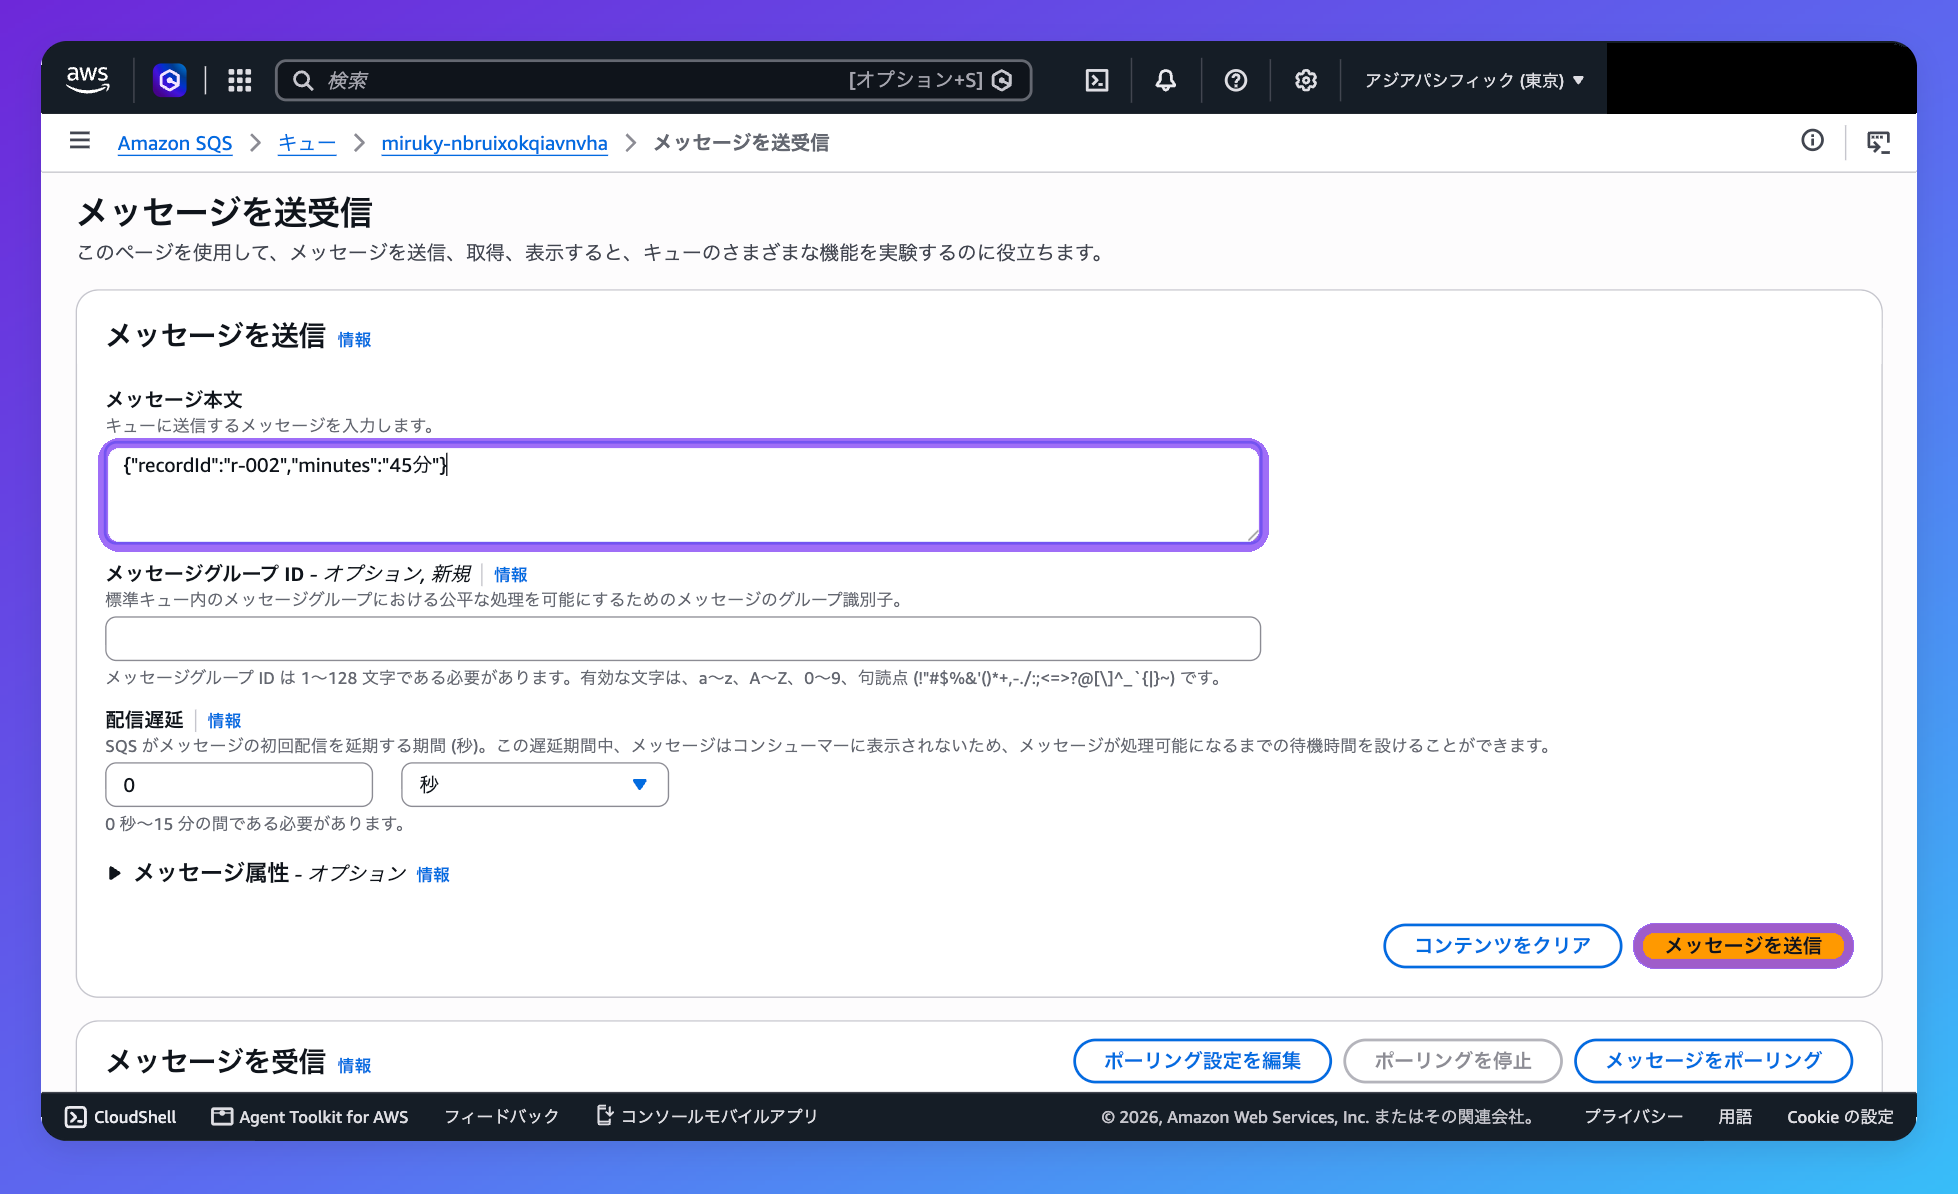 aws
検索 [オプション+S]
アジアパシフィック (東京) ▼
Amazon SQS > キュー > miruky-nbruixokqiavnvha > メッセージを送受信
メッセージを送受信
このページを使用して、メッセージを送信、取得、表示すると、キューのさまざまな機能を実験するのに役立ちます。
メッセージを送信 情報
メッセージ本文
キューに送信するメッセージを入力します。
{"recordId":"r-002","minutes":"45分"}
メッセージグループ ID - オプション, 新規 | 情報
標準キュー内のメッセージグループにおける公平な処理を可能にするためのメッセージのグループ識別子。
メッセージグループ ID は 1～128 文字である必要があります。有効な文字は、a～z、A～Z、0～9、句読点 (!"#$%&'()*+,-./:;<=>?@[\]^_`{|}~) です。
配信遅延 | 情報
SQS がメッセージの初回配信を延期する期間 (秒)。この遅延期間中、メッセージはコンシューマーに表示されないため、メッセージが処理可能になるまでの待機時間を設けることができます。
0 秒
0 秒～15 分の間である必要があります。
メッセージ属性 - オプション 情報
コンテンツをクリア メッセージを送信
メッセージを受信 情報 ポーリング設定を編集 ポーリングを停止 メッセージをポーリング
CloudShell Agent Toolkit for AWS フィードバック コンソールモバイルアプリ © 2026, Amazon Web Services, Inc. またはその関連会社。 プライバシー 用語 Cookie の設定